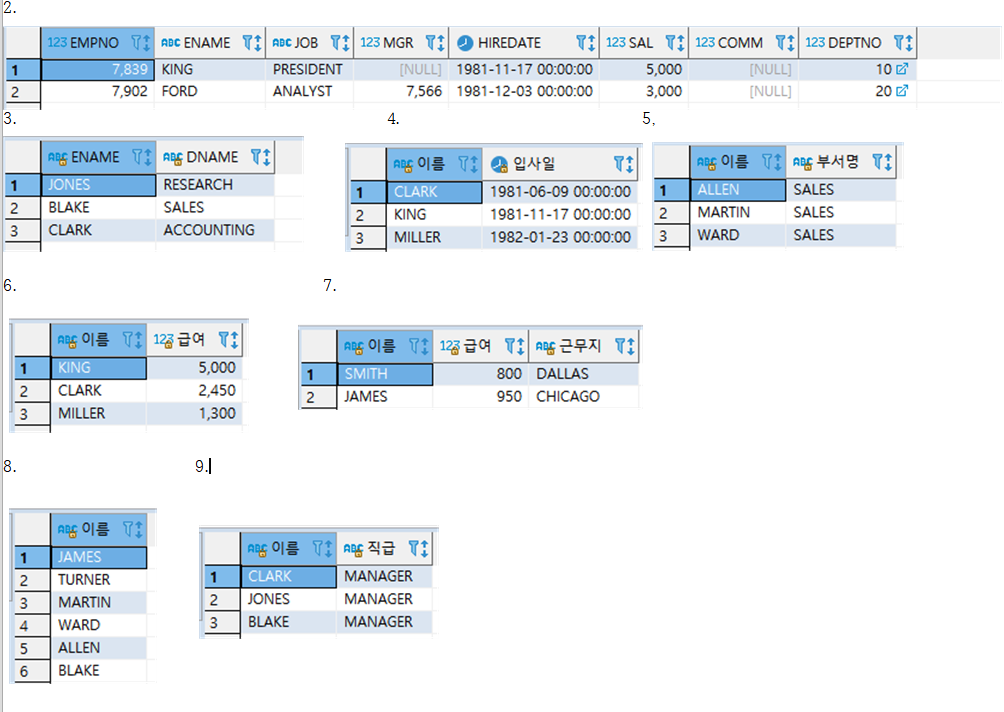 2.
123 EMPNO ABC ENAME ABC JOB 123 MGR HIREDATE 123 SAL 123 COMM 123 DEPTNO
1 7,839 KING PRESIDENT [NULL] 1981-11-17 00:00:00 5,000 [NULL] 10
2 7,902 FORD ANALYST 7,566 1981-12-03 00:00:00 3,000 [NULL] 20
3.
ABC ENAME ABC DNAME
1 JONES RESEARCH
2 BLAKE SALES
3 CLARK ACCOUNTING
4.
ABC 이름 입사일
1 CLARK 1981-06-09 00:00:00
2 KING 1981-11-17 00:00:00
3 MILLER 1982-01-23 00:00:00
5,
ABC 이름 ABC 부서명
1 ALLEN SALES
2 MARTIN SALES
3 WARD SALES
6.
ABC 이름 123 급여
1 KING 5,000
2 CLARK 2,450
3 MILLER 1,300
7.
ABC 이름 123 급여 ABC 근무지
1 SMITH 800 DALLAS
2 JAMES 950 CHICAGO
8.
ABC 이름
1 JAMES
2 TURNER
3 MARTIN
4 WARD
5 ALLEN
6 BLAKE
9.
ABC 이름 ABC 직급
1 CLARK MANAGER
2 JONES MANAGER
3 BLAKE MANAGER